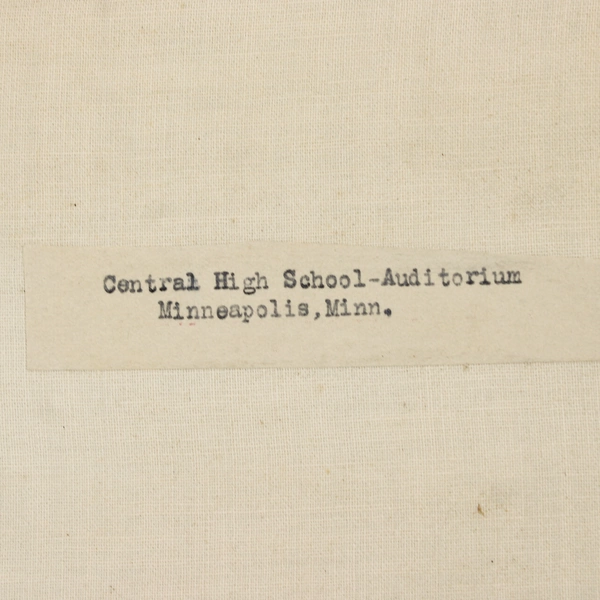 Central High School-Auditorium
Minneapolis,Minn.